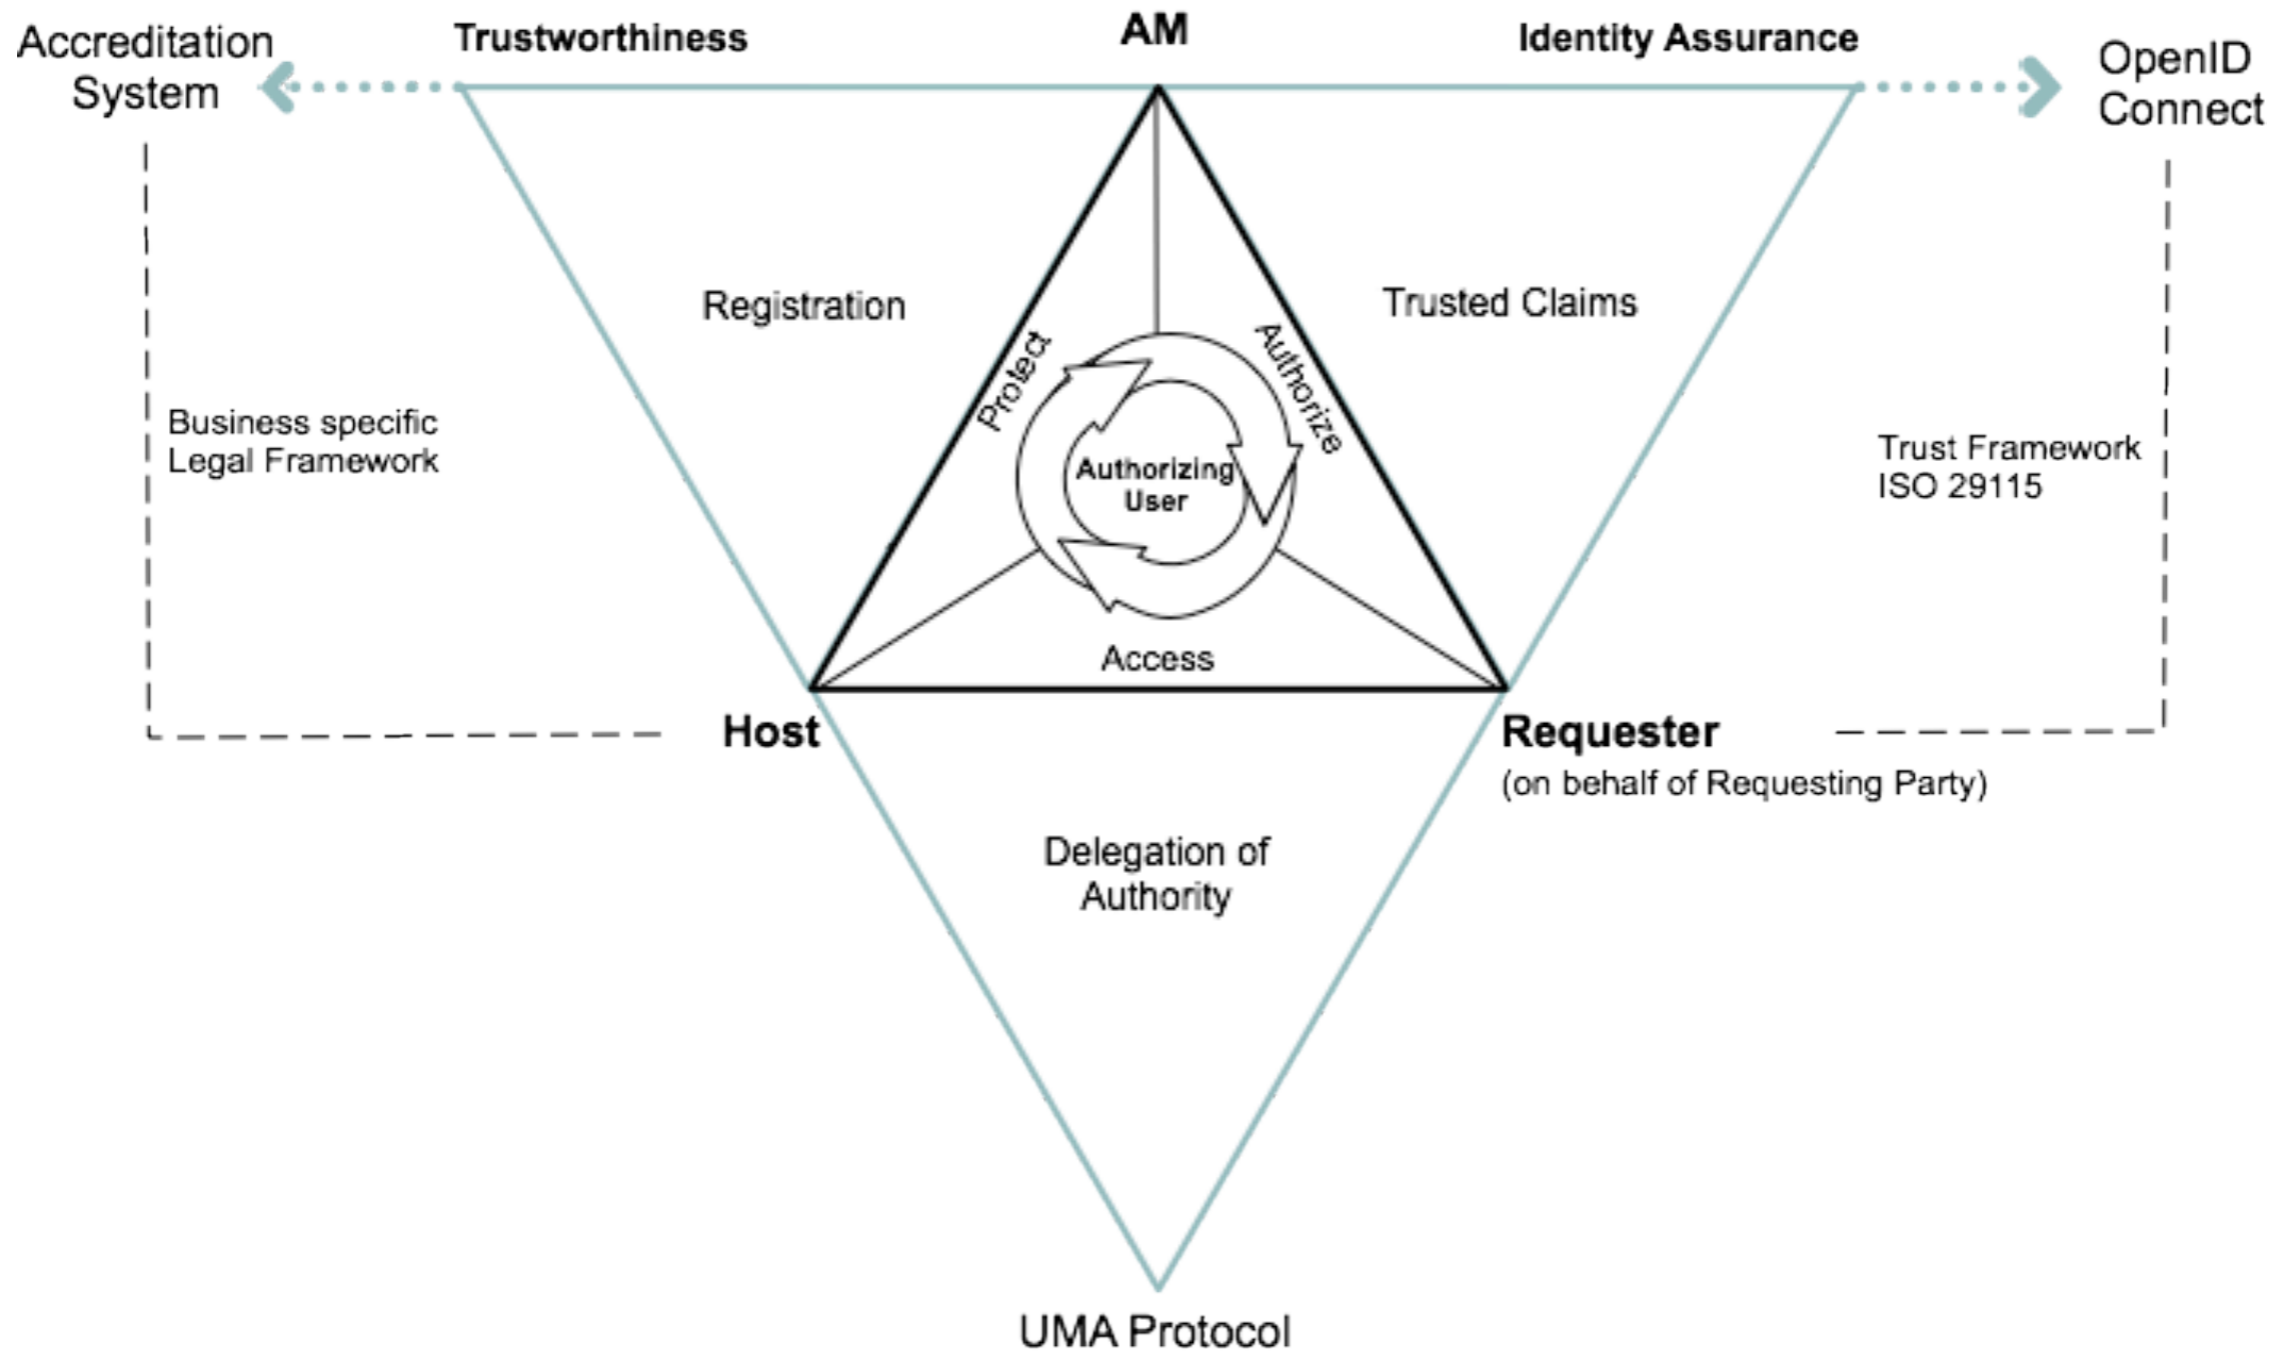 Accreditation
System
Trustworthiness
AM
Identity Assurance
OpenID
Connect
Registration
Trusted Claims
Protect
Authorize
Business specific
Legal Framework
Authorizing
User
Trust Framework
ISO 29115
Access
Host
Requester
(on behalf of Requesting Party)
Delegation of
Authority
UMA Protocol